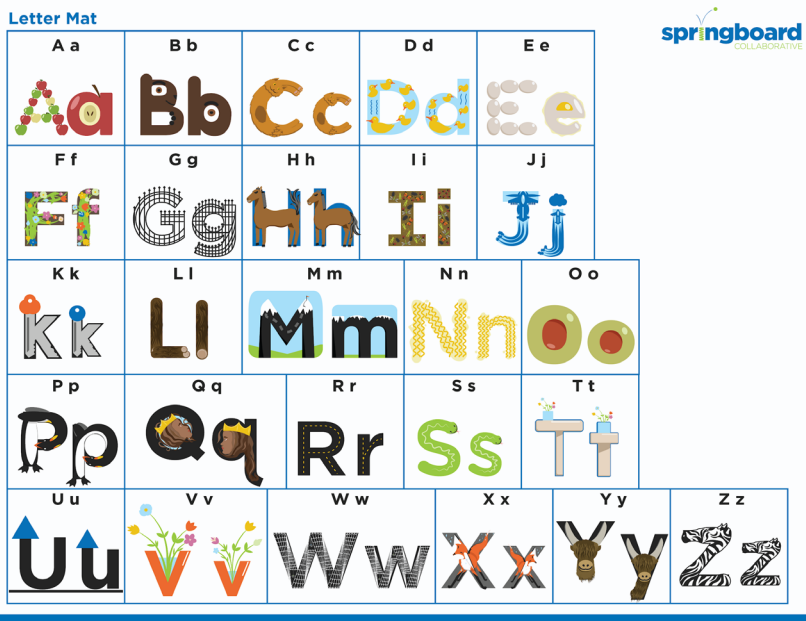 Letter Mat
springboard
COLLABORATIVE
A a B b C c D d E e
Aa Bb Cc Dd Ee
F f G g H h I i J j
Ff Gg Hh Ii Jj
K k L l M m N n O o
Kk Ll Mm Nn Oo
P p Q q R r S s T t
Pp Qq Rr Ss Tt
U u V v W w X x Y y Z z
Uu Vv Ww Xx Yy Zz